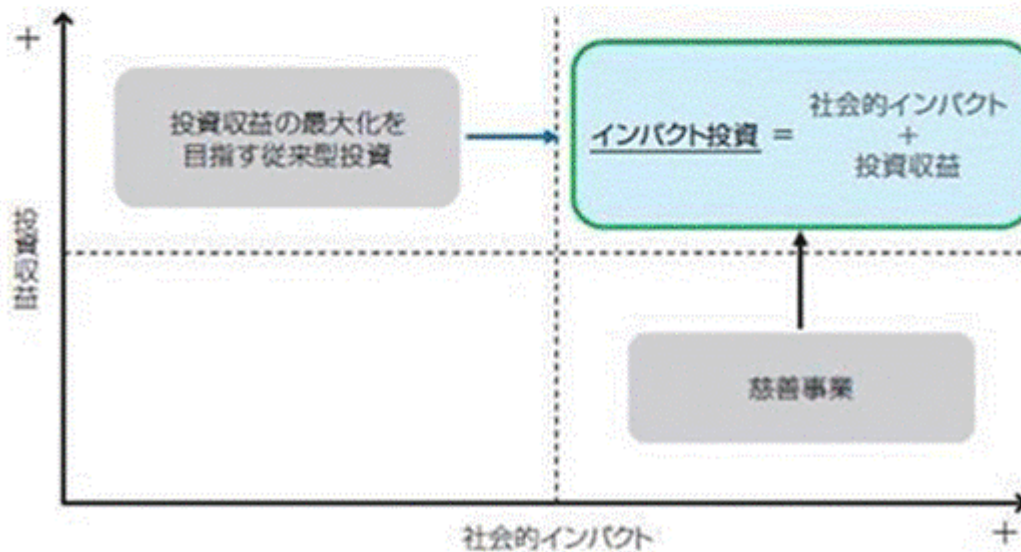 +
投資収益の最大化を
目指す従来型投資
インパクト投資 = 社会的インパクト
+
投資収益
投資収益
慈善事業
社会的インパクト
+